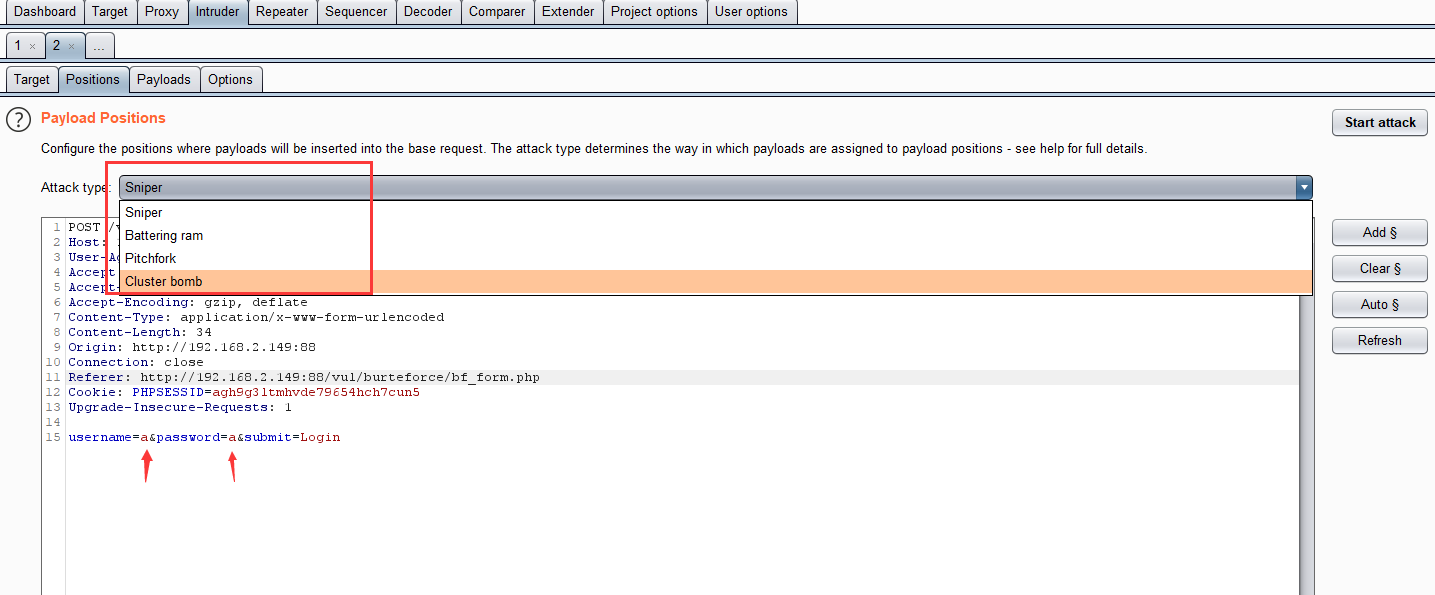 Dashboard Target Proxy Intruder Repeater Sequencer Decoder Comparer Extender Project options User options
1 × 2 × ...
Target Positions Payloads Options
? Payload Positions
Start attack
Configure the positions where payloads will be inserted into the base request. The attack type determines the way in which payloads are assigned to payload positions - see help for full details.
Attack type: Sniper
Sniper
Battering ram
Pitchfork
Cluster bomb
Add §
Clear §
Auto §
Refresh
1 POST
2 Host:
3
4 Accept
5
6 Accept-Encoding: gzip, deflate
7 Content-Type: application/x-www-form-urlencoded
8 Content-Length: 34
9 Origin: http://192.168.2.149:88
10 Connection: close
11 Referer: http://192.168.2.149:88/vul/burteforce/bf_form.php
12 Cookie: PHPSESSID=agh9g3ltmhvde79654hch7cun5
13 Upgrade-Insecure-Requests: 1
14
15 username=a&password=a&submit=Login